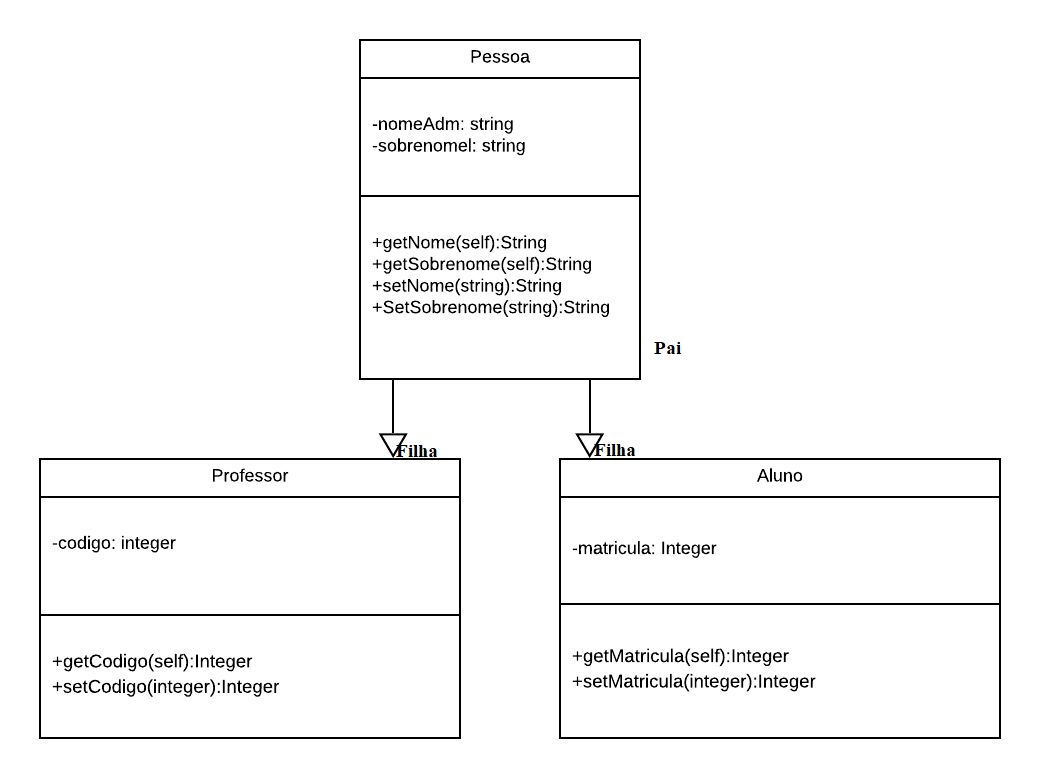 Pessoa
-nomeAdm: string
-sobrenomel: string
+getNome(self):String
+getSobrenome(self):String
+setNome(string):String
+SetSobrenome(string):String
Pai
Filha
Filha
Professor
-codigo: integer
+getCodigo(self):Integer
+setCodigo(integer):Integer
Aluno
-matricula: Integer
+getMatricula(self):Integer
+setMatricula(integer):Integer